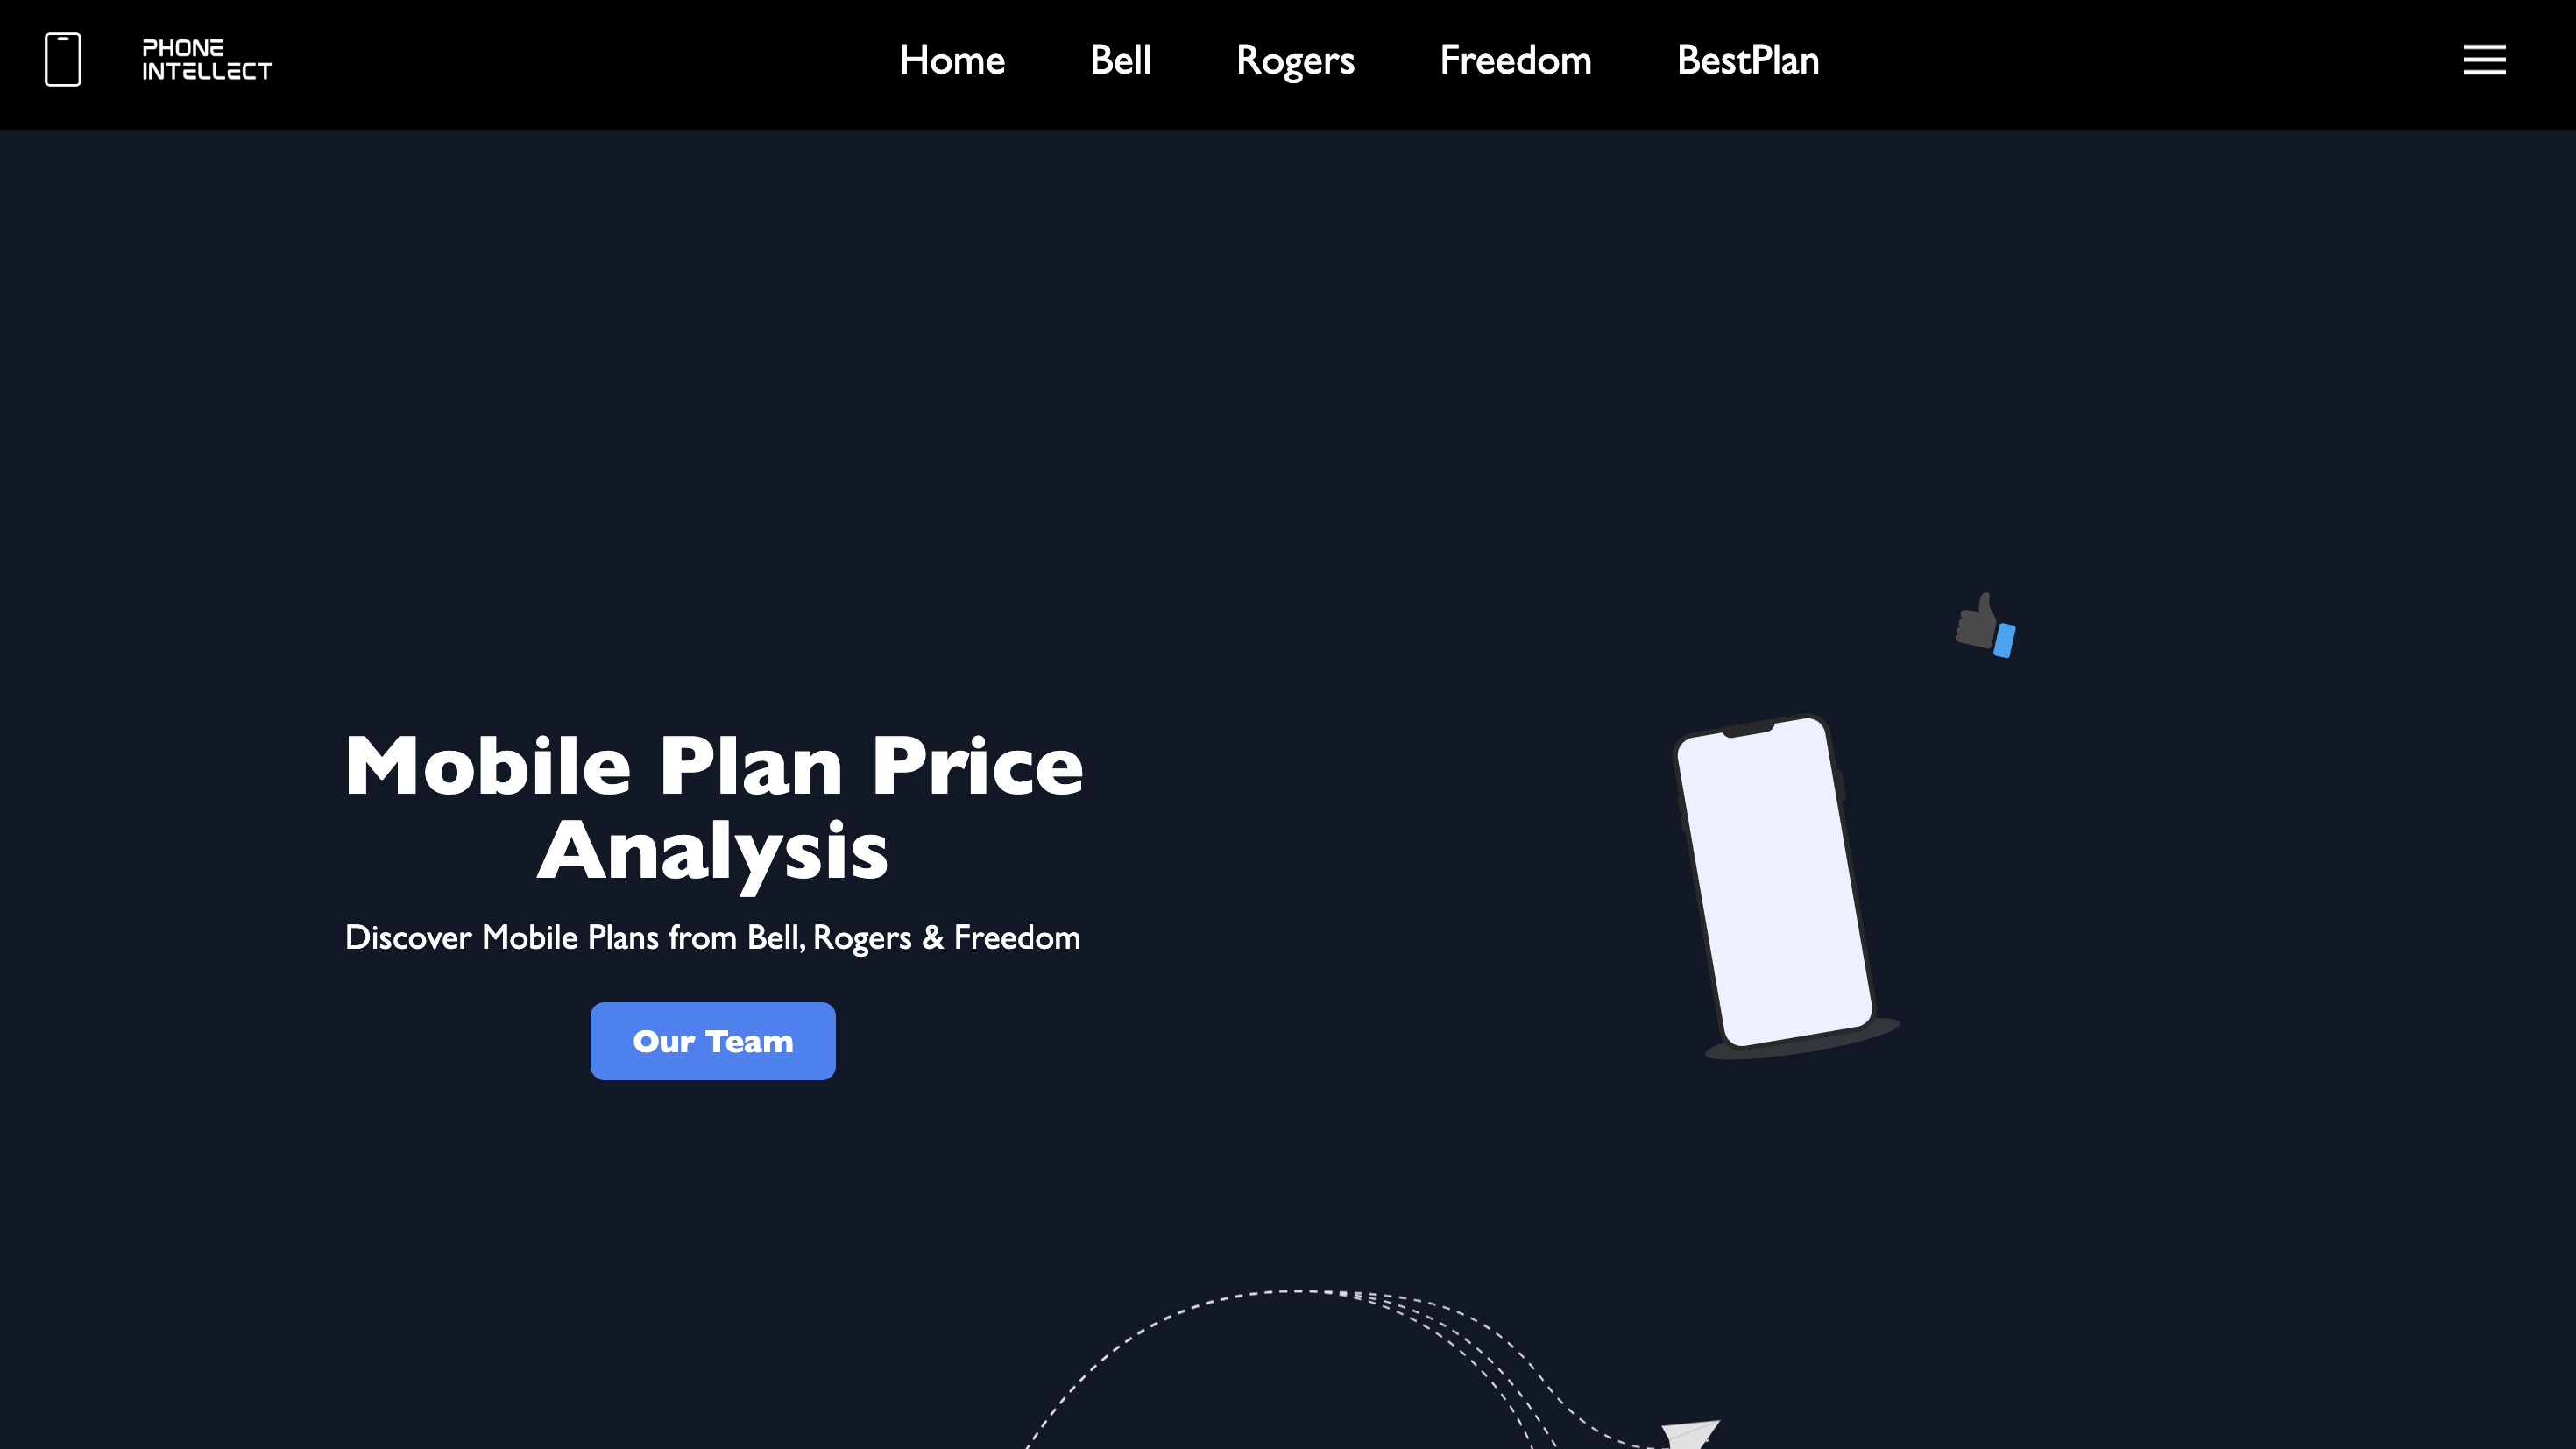 PHONE
INTELLECT
Home Bell Rogers Freedom BestPlan
Mobile Plan Price
Analysis
Discover Mobile Plans from Bell, Rogers & Freedom
Our Team